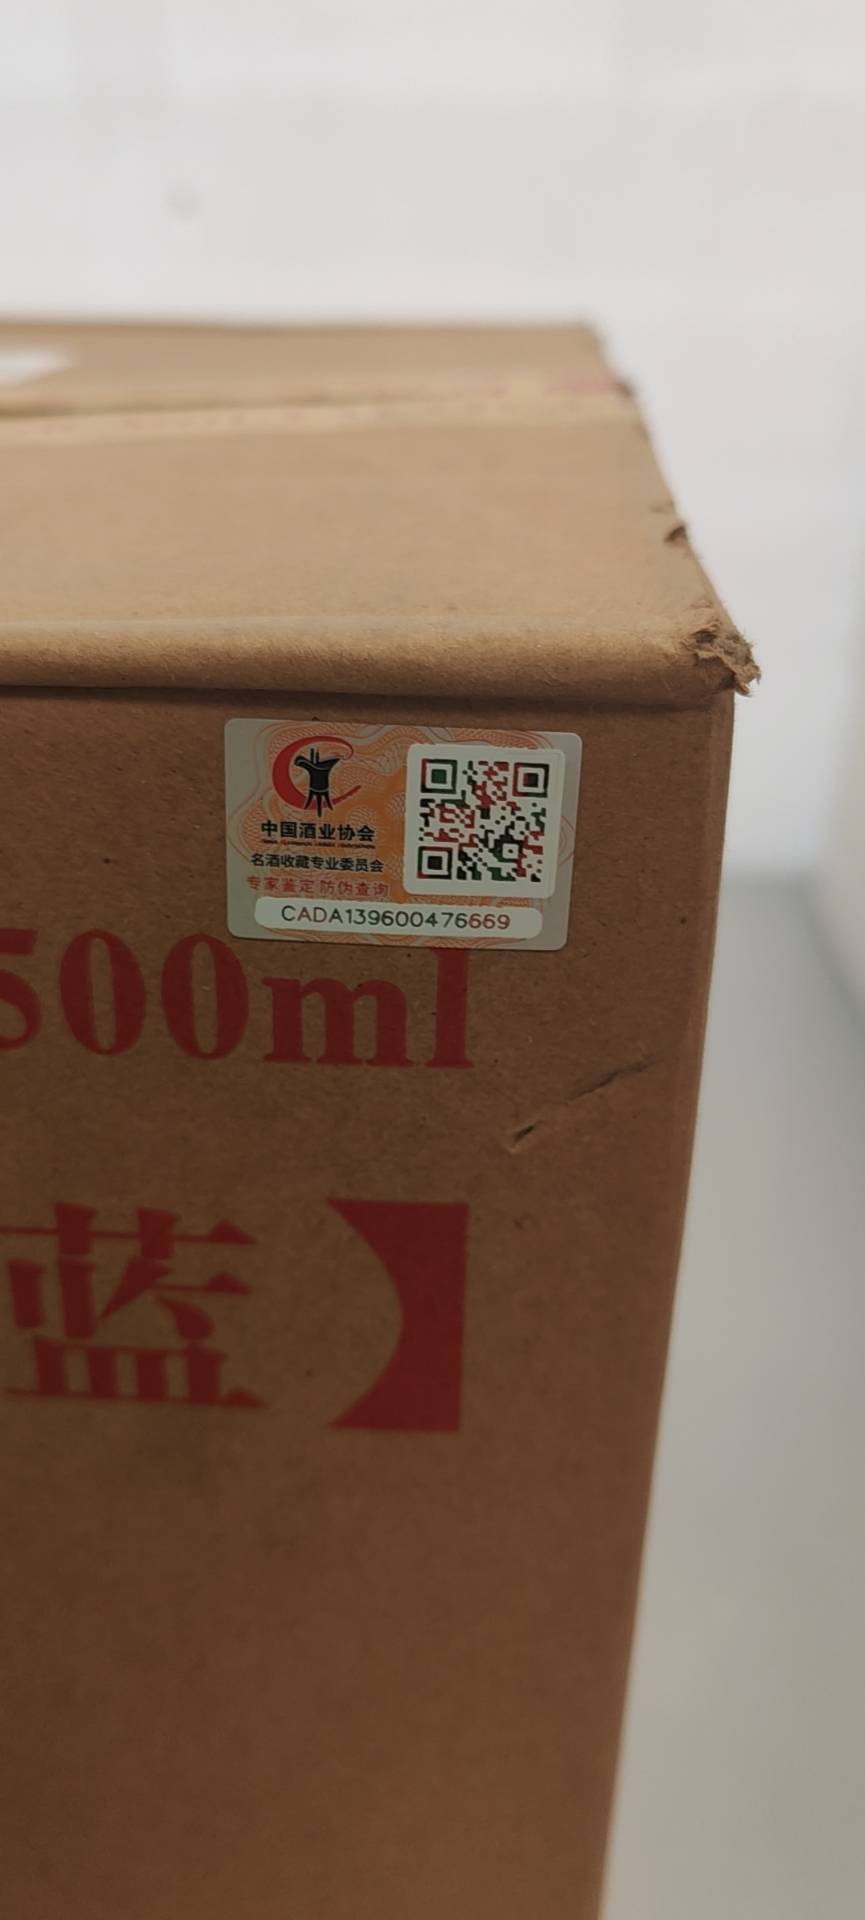 中国酒业协会
名酒收藏专业委员会
专家鉴定 防伪查询
CADA139600476669
500ml
蓝】